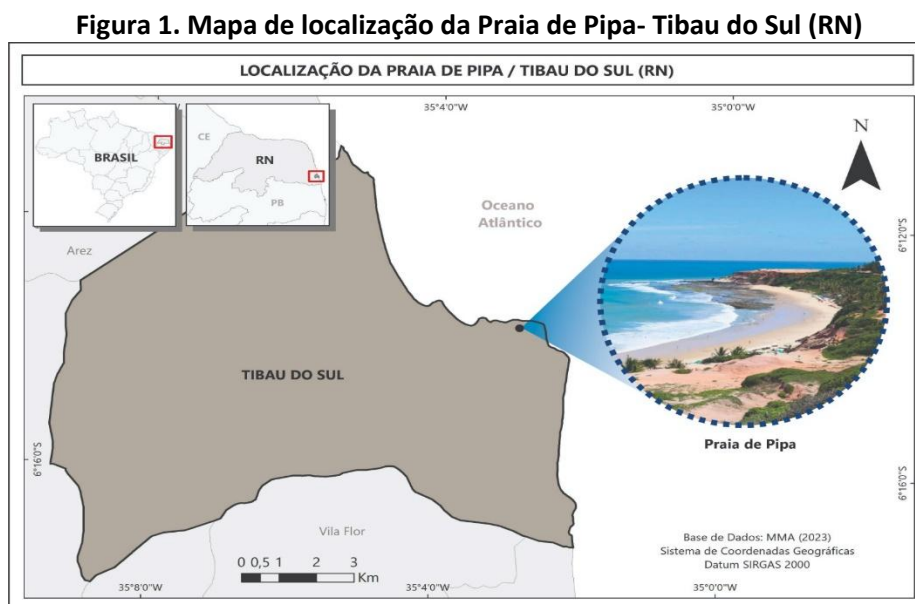 Figura 1. Mapa de localização da Praia de Pipa- Tibau do Sul (RN)
LOCALIZAÇÃO DA PRAIA DE PIPA / TIBAU DO SUL (RN)
35°4'0"W
35°0'0"W
BRASIL
CE
RN
PB
N
Oceano
Atlântico
6°12'0"S
Arez
TIBAU DO SUL
Praia de Pipa
6°16'0"S
6°16'0"S
Vila Flor
0 0,5 1 2 3
Km
Base de Dados: MMA (2023)
Sistema de Coordenadas Geográficas
Datum SIRGAS 2000
35°8'0"W
35°4'0"W
35°0'0"W